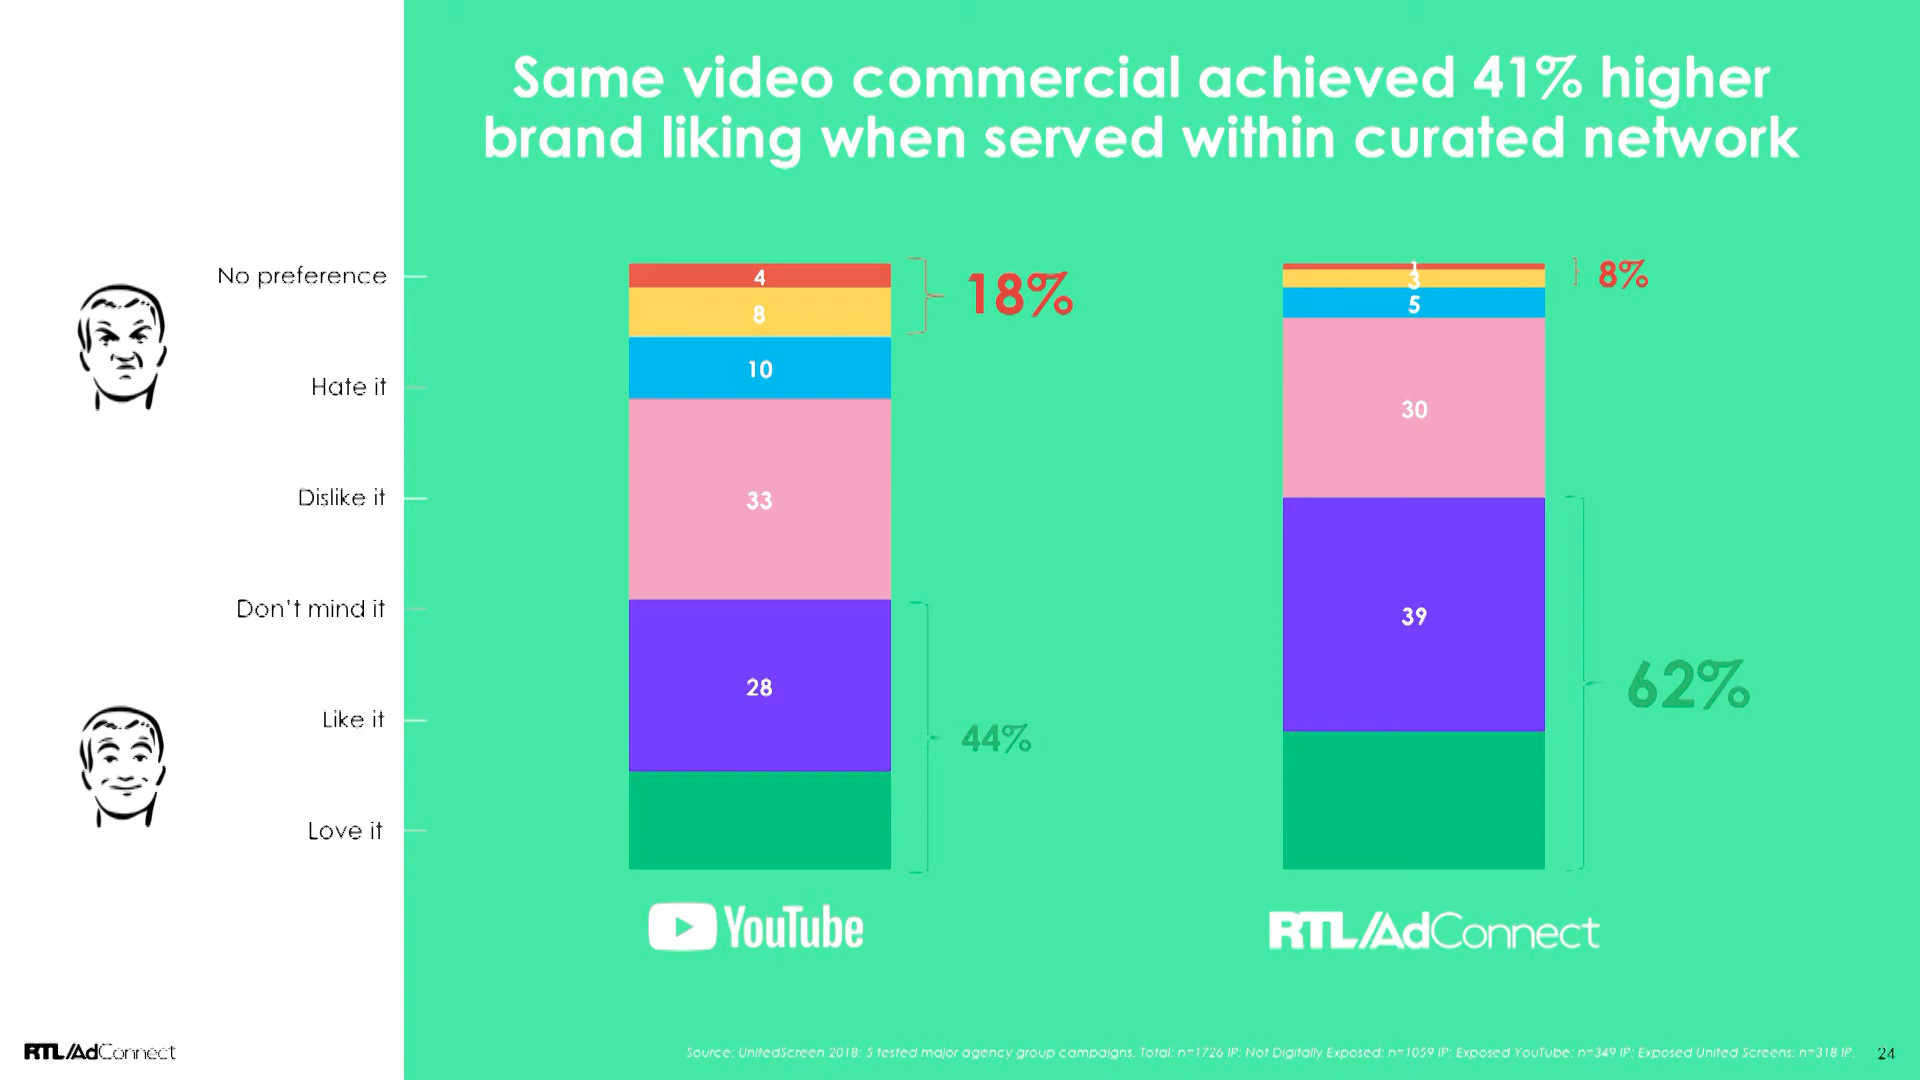 Same video commercial achieved 41% higher
brand liking when served within curated network
No preference
Hate it
Dislike it
Don't mind it
Like it
Love it
4
8
10
33
28
18%
44%
YouTube
1
3
5
30
39
8%
62%
RTL/AdConnect
RTL/AdConnect
Source: UnitedScreen 2018: 5 tested major agency group campaigns. Total: n=1726 IP: Not Digitally Exposed: n=1059 IP: Exposed YouTube: n=349 IP: Exposed United Screens: n=318 IP.
24